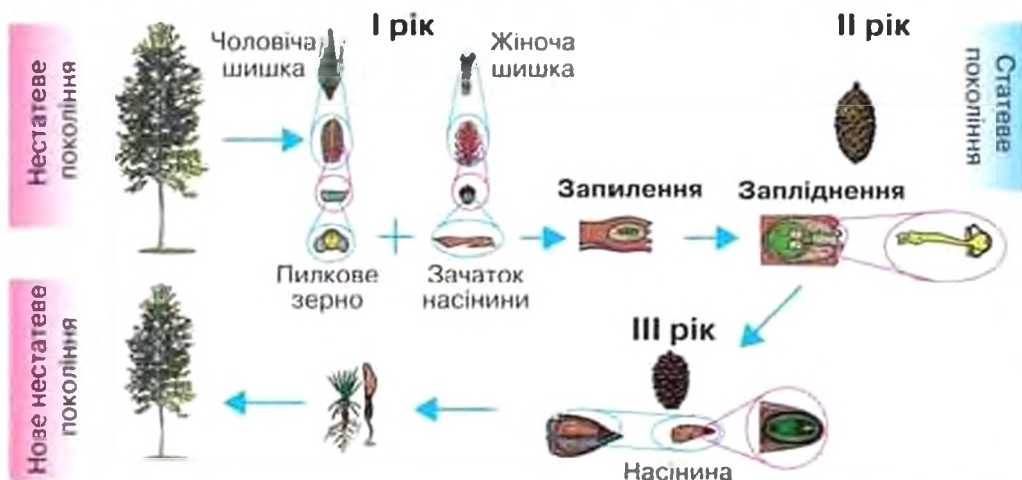 Нестатеве
покоління
Чоловіча
шишка
I рік
Жіноча
шишка
II рік
Статеве
покоління
Запилення
Запліднення
Пилкове
зерно
Зачаток
насінини
III рік
Нове нестатеве
покоління
Насінина